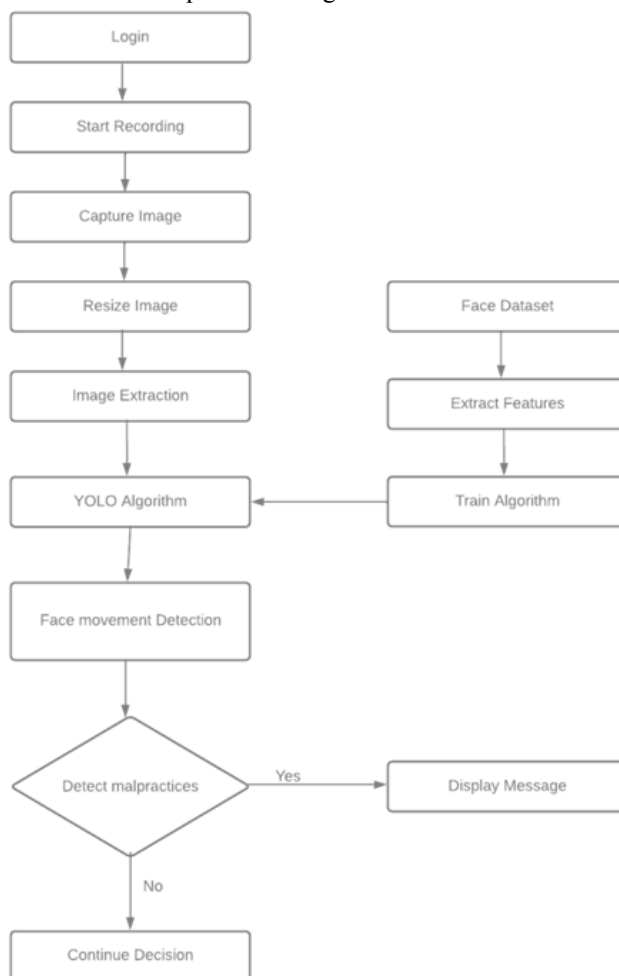 Login
Start Recording
Capture Image
Resize Image
Face Dataset
Image Extraction
Extract Features
YOLO Algorithm
Train Algorithm
Face movement Detection
Detect malpractices
Yes
Display Message
No
Continue Decision